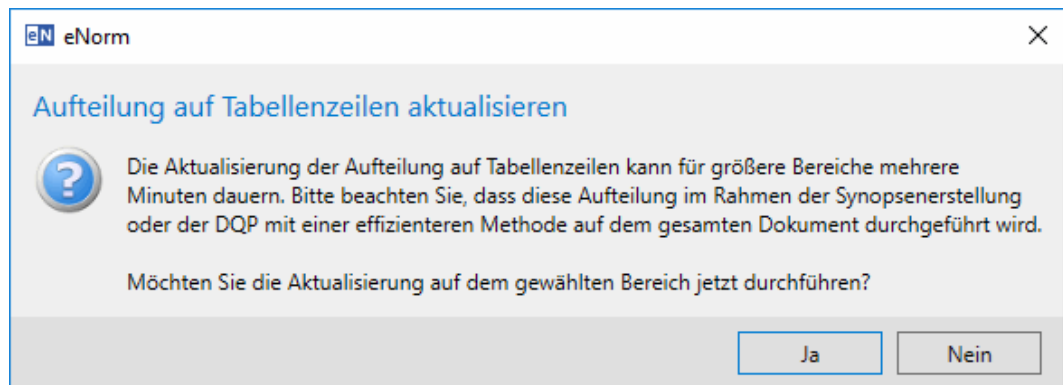 eN eNorm
Aufteilung auf Tabellenzeilen aktualisieren
Die Aktualisierung der Aufteilung auf Tabellenzeilen kann für größere Bereiche mehrere
Minuten dauern. Bitte beachten Sie, dass diese Aufteilung im Rahmen der Synopsenerstellung
oder der DQP mit einer effizienteren Methode auf dem gesamten Dokument durchgeführt wird.
Möchten Sie die Aktualisierung auf dem gewählten Bereich jetzt durchführen?
Ja
Nein